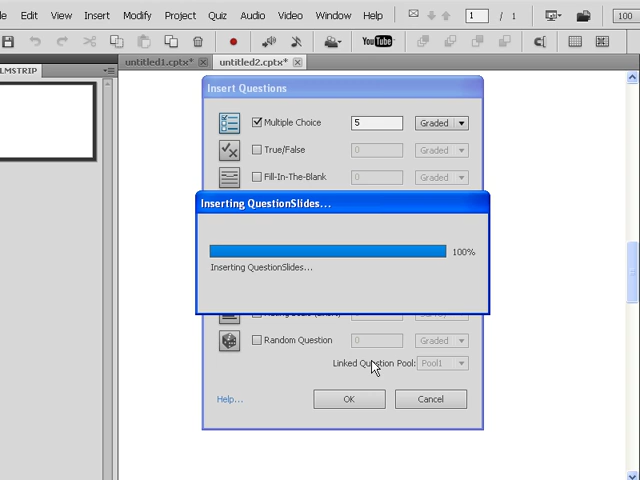 Edit View Insert Modify Project Quiz Audio Video Window Help 1 / 1 100
YouTube
untitled1.cptx* untitled2.cptx*
LMSTRIP
Insert Questions
Multiple Choice 5 Graded
True/False 0 Graded
Fill-In-The-Blank 0 Graded
Inserting QuestionSlides...
100%
Inserting QuestionSlides...
Random Question 0 Graded
Linked Question Pool: Pool1
Help... OK Cancel